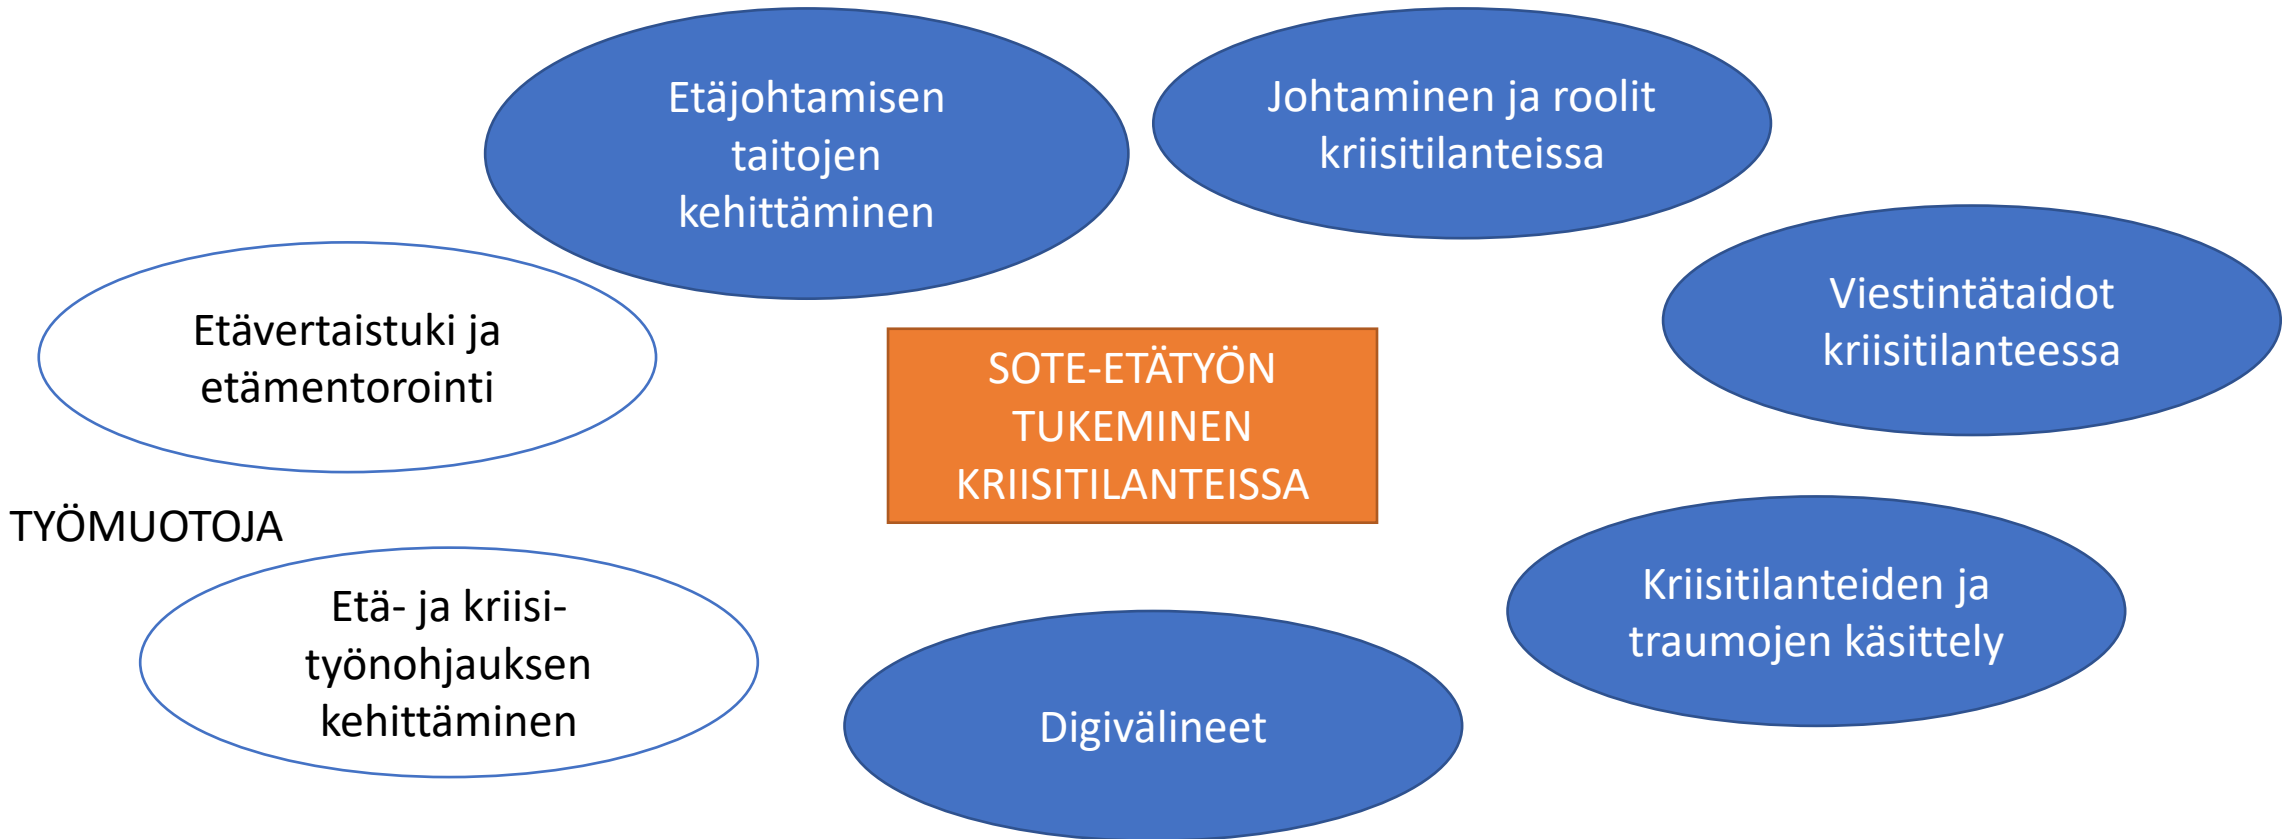 Etäjohtamisen
taitojen
kehittäminen
Johtaminen ja roolit
kriisitilanteissa
Viestintätaidot
kriisitilanteessa
Etävertaistuki ja
etämentorointi
SOTE-ETÄTYÖN
TUKEMINEN
KRIISITILANTEISSA
TYÖMUOTOJA
Kriisitilanteiden ja
traumojen käsittely
Etä- ja kriisi-
työnohjauksen
kehittäminen
Digivälineet